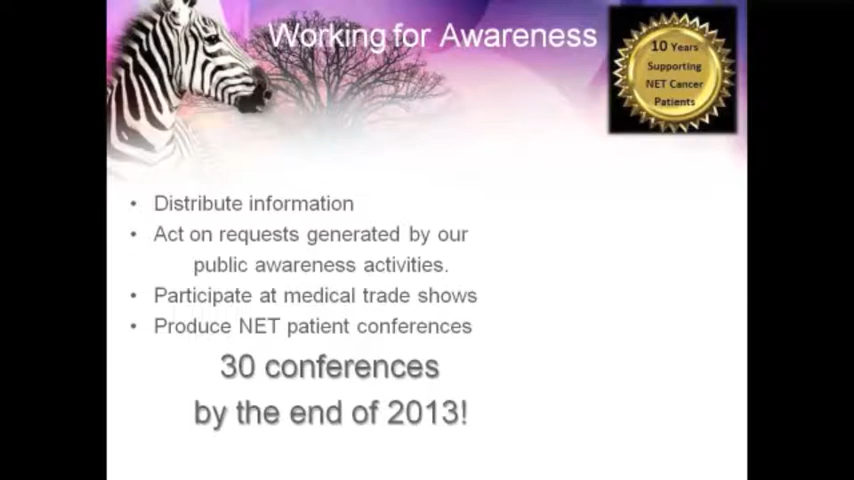 Working for Awareness
10 Years
Supporting
NET Cancer
Patients
• Distribute information
• Act on requests generated by our
public awareness activities.
• Participate at medical trade shows
• Produce NET patient conferences
30 conferences
by the end of 2013!